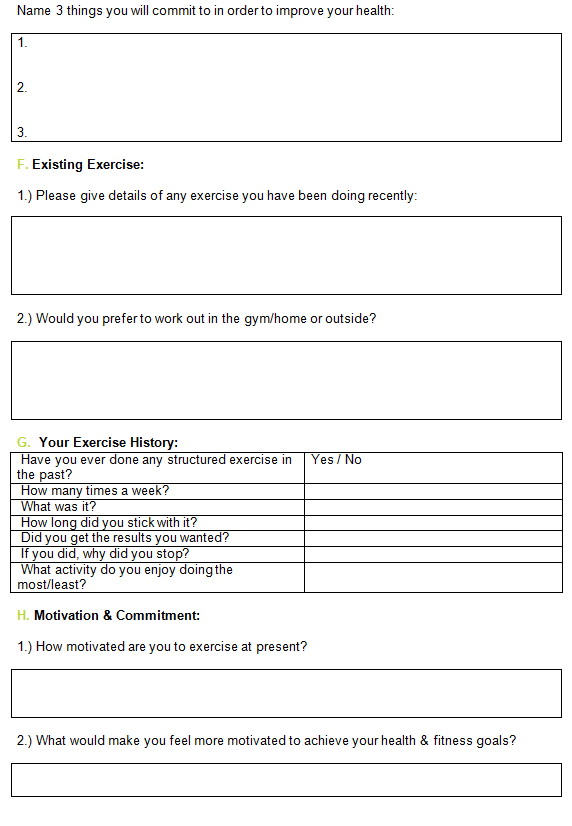 Name 3 things you will commit to in order to improve your health:
1.
2.
3.
F. Existing Exercise:
1.) Please give details of any exercise you have been doing recently:
2.) Would you prefer to work out in the gym/home or outside?
G. Your Exercise History:
Have you ever done any structured exercise in Yes / No
the past?
How many times a week?
What was it?
How long did you stick with it?
Did you get the results you wanted?
If you did, why did you stop?
What activity do you enjoy doing the
most/least?
H. Motivation & Commitment:
1.) How motivated are you to exercise at present?
2.) What would make you feel more motivated to achieve your health & fitness goals?